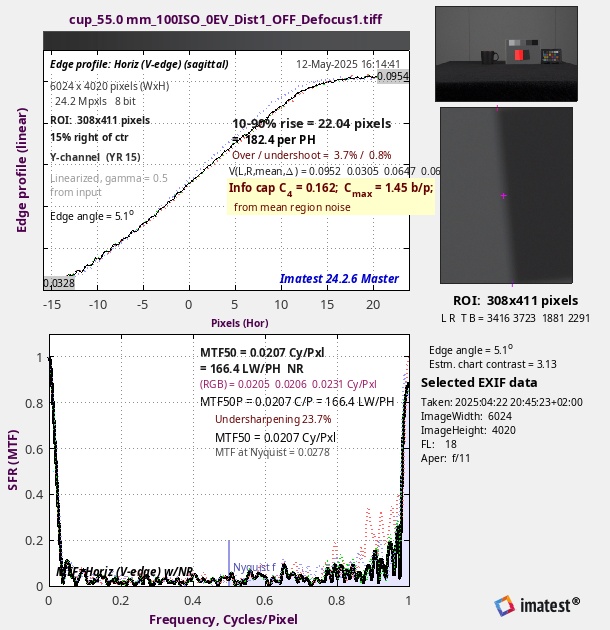 cup_55.0 mm_100ISO_0EV_Dist1_OFF_Defocus1.tiff
Edge profile: Horiz (V-edge) (sagittal)
12-May-2025 16:14:41
0.0954
6024 x 4020 pixels (WxH)
24.2 Mpxls 8 bit
ROI: 308x411 pixels
15% right of ctr
Y-channel (YR 15)
Linearized, gamma = 0.5
from input
Edge angle = 5.1°
10-90% rise = 22.04 pixels
= 182.4 per PH
Over / undershoot = 3.7% / 0.8%
V(L,R,mean,Δ) = 0.0952 0.0305 0.0647 0.06
Info cap C4 = 0.162; Cmax = 1.45 b/p;
from mean region noise
0.0328
Imatest 24.2.6 Master
Edge profile (linear)
-15 -10 -5 0 5 10 15 20
Pixels (Hor)
ROI: 308x411 pixels
L R T B = 3416 3723 1881 2291
Edge angle = 5.1°
Estm. chart contrast = 3.13
Selected EXIF data
Taken: 2025:04:22 20:45:23+02:00
ImageWidth: 6024
ImageHeight: 4020
FL: 18
Aper: f/11
MTF50 = 0.0207 Cy/Pxl
= 166.4 LW/PH NR
(RGB) = 0.0205 0.0206 0.0231 Cy/Pxl
MTF50P = 0.0207 C/P = 166.4 LW/PH
Undersharpening 23.7%
MTF50 = 0.0207 Cy/Pxl
MTF at Nyquist = 0.0278
1
0.8
0.6
0.4
0.2
0
SFR (MTF)
MTF: Horiz (V-edge) w/NR
Nyquist f
0 0.2 0.4 0.6 0.8 1
Frequency, Cycles/Pixel
imatest®